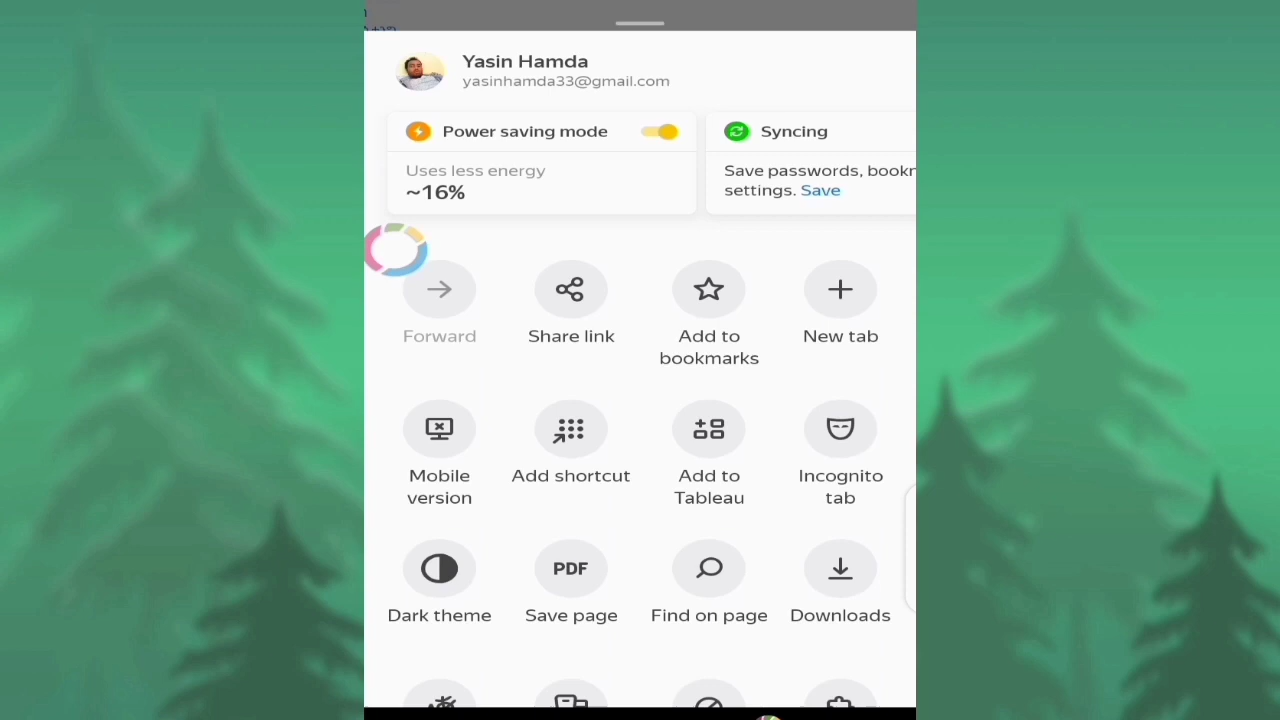 Yasin Hamda
yasinhamda33@gmail.com
Power saving mode
Uses less energy
~16%
Syncing
Save passwords, bookr
settings. Save
Forward
Share link
Add to
bookmarks
New tab
Mobile
version
Add shortcut
Add to
Tableau
Incognito
tab
Dark theme
PDF
Save page
Find on page
Downloads